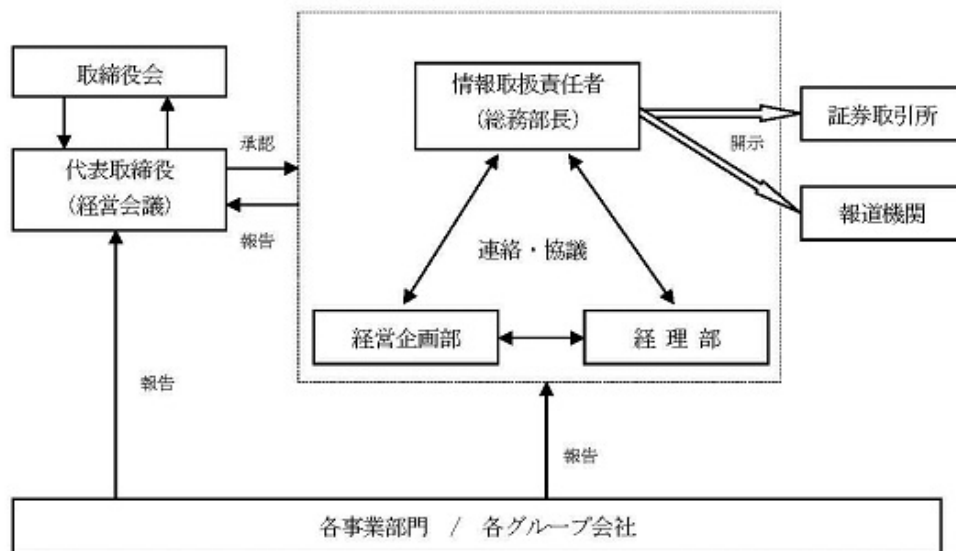 取締役会
代表取締役
(経営会議)
承認
報告
情報取扱責任者
(総務部長)
開示
証券取引所
報道機関
連絡・協議
経営企画部
経 理 部
報告
報告
各事業部門 / 各グループ会社